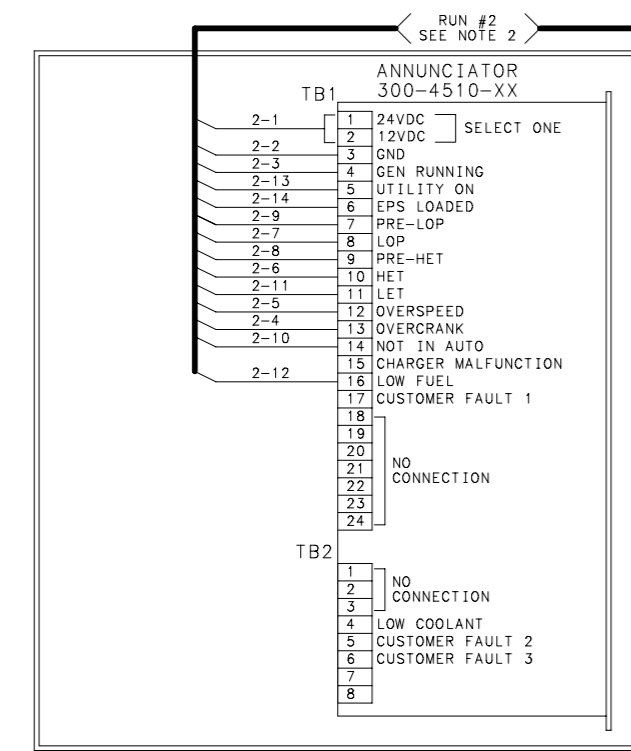 RUN #2
SEE NOTE 2
ANNUNCIATOR
300-4510-XX
TB1
2-1 1 24VDC SELECT ONE
2 12VDC
2-2 3 GND
2-3 4 GEN RUNNING
2-13 5 UTILITY ON
2-14 6 EPS LOADED
2-9 7 PRE-LOP
2-7 8 LOP
2-8 9 PRE-HET
2-6 10 HET
2-11 11 LET
2-5 12 OVERSPEED
2-4 13 OVERCRANK
2-10 14 NOT IN AUTO
15 CHARGER MALFUNCTION
2-12 16 LOW FUEL
17 CUSTOMER FAULT 1
18
19
20
21 NO
22 CONNECTION
23
24
TB2
1
2 NO
3 CONNECTION
4 LOW COOLANT
5 CUSTOMER FAULT 2
6 CUSTOMER FAULT 3
7
8